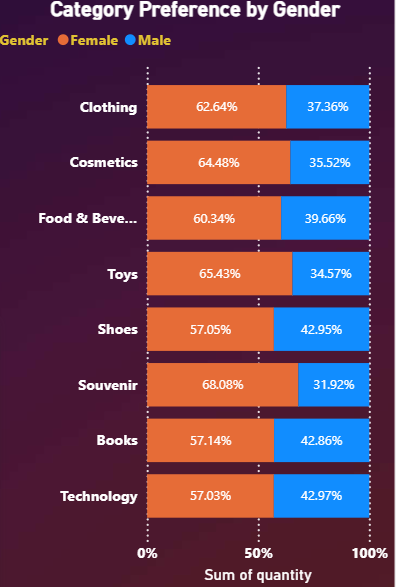 Category Preference by Gender
Gender Female Male
Clothing 62.64% 37.36%
Cosmetics 64.48% 35.52%
Food & Beve... 60.34% 39.66%
Toys 65.43% 34.57%
Shoes 57.05% 42.95%
Souvenir 68.08% 31.92%
Books 57.14% 42.86%
Technology 57.03% 42.97%
0% 50% 100%
Sum of quantity